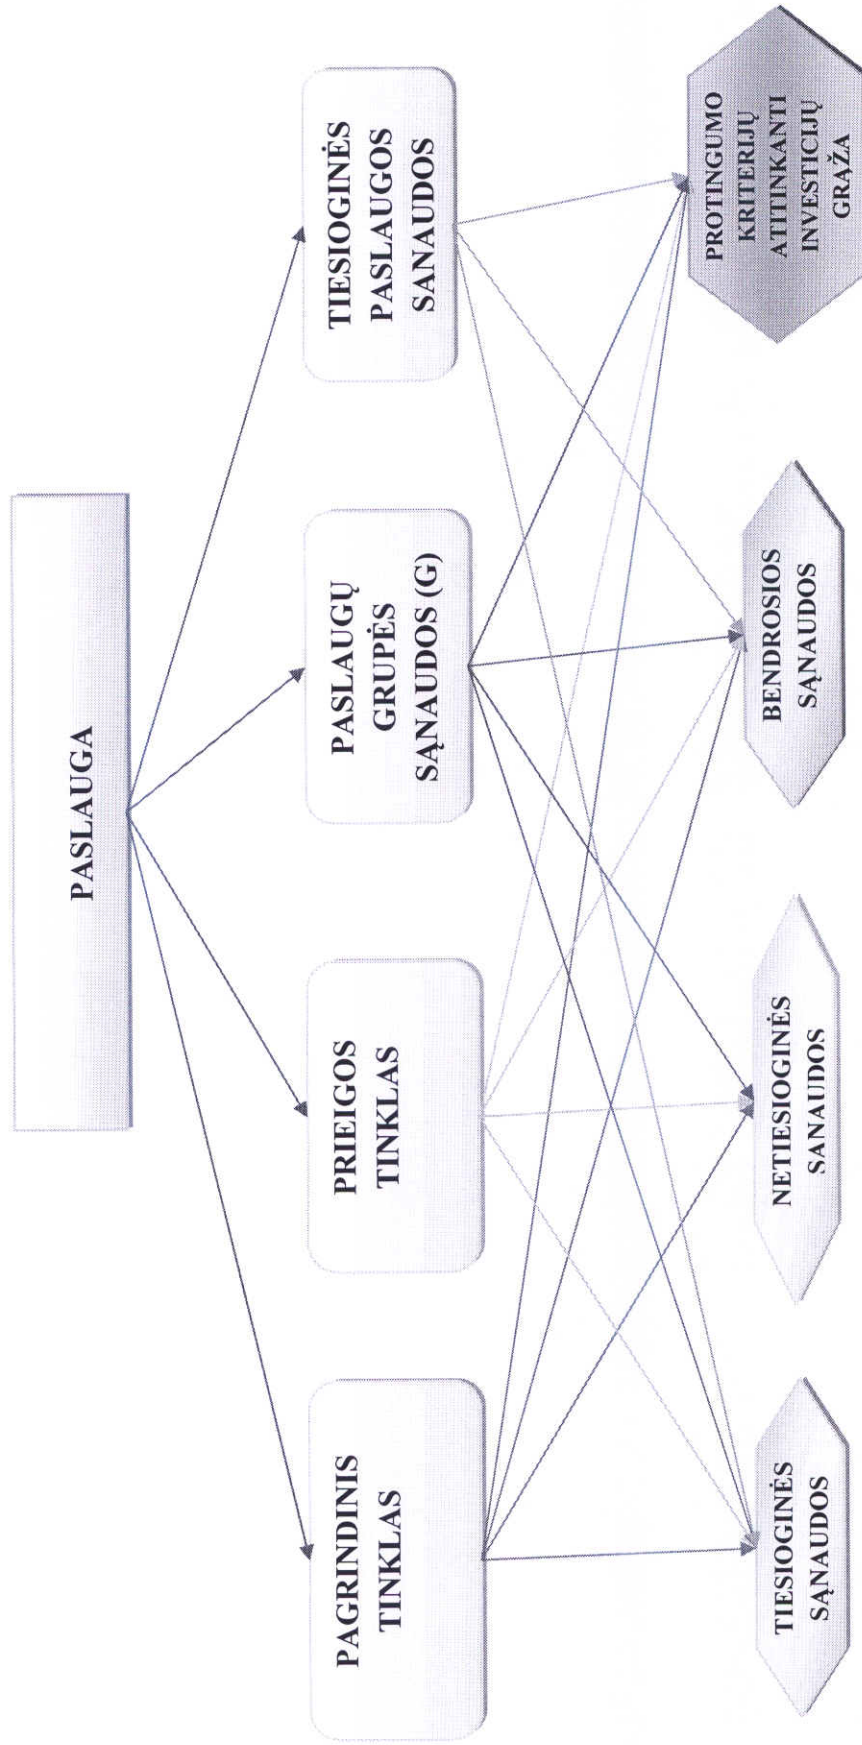 PASLAUGA
PAGRINDINIS
TINKLAS
PRIEIGOS
TINKLAS
PASLAUGŲ
GRUPĖS
SĄNAUDOS (G)
TIESIOGINĖS
PASLAUGOS
SĄNAUDOS
TIESIOGINĖS
SĄNAUDOS
NETIESIOGINĖS
SĄNAUDOS
BENDROSIOS
SĄNAUDOS
PROTINGUMO
KRITERIJŲ
ATITINKANTI
INVESTICIJŲ
GRĄŽA